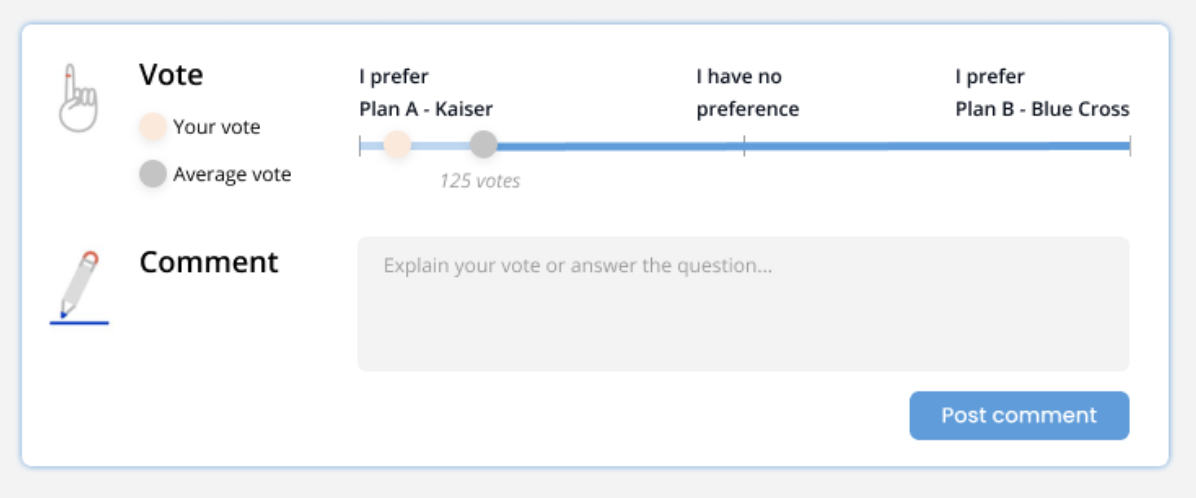 Vote
Your vote
Average vote
I prefer
Plan A - Kaiser
I have no
preference
I prefer
Plan B - Blue Cross
125 votes
Comment
Explain your vote or answer the question...
Post comment